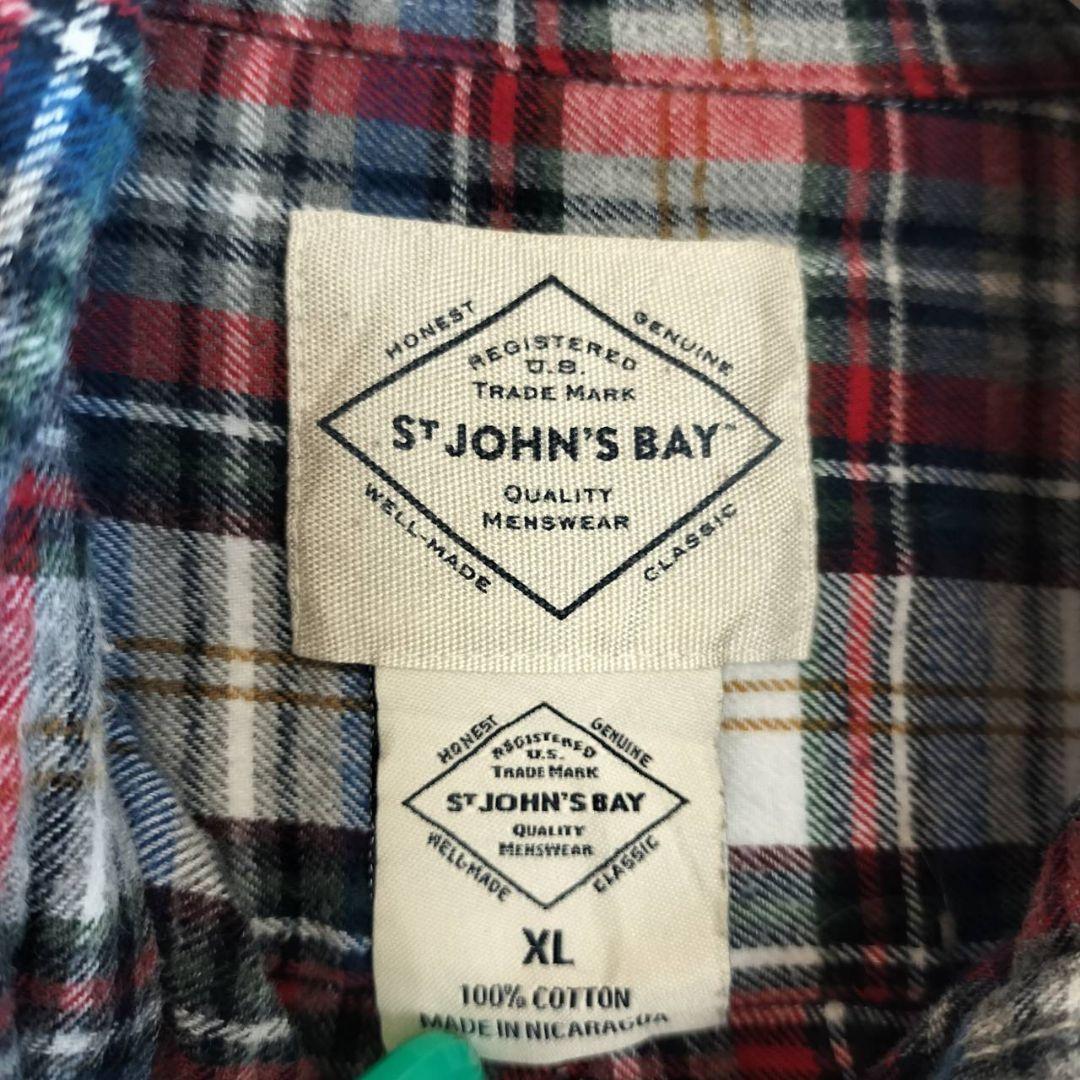 HONEST
GENUINE
REGISTERED
U.S.
TRADE MARK
ST JOHN'S BAY™
QUALITY
MENSWEAR
WELL-MADE
CLASSIC
HONEST
GENUINE
REGISTERED
U.S.
TRADE MARK
ST JOHN'S BAY
QUALITY
MENSWEAR
WELL-MADE
CLASSIC
XL
100% COTTON
MADE IN NICARAGUA